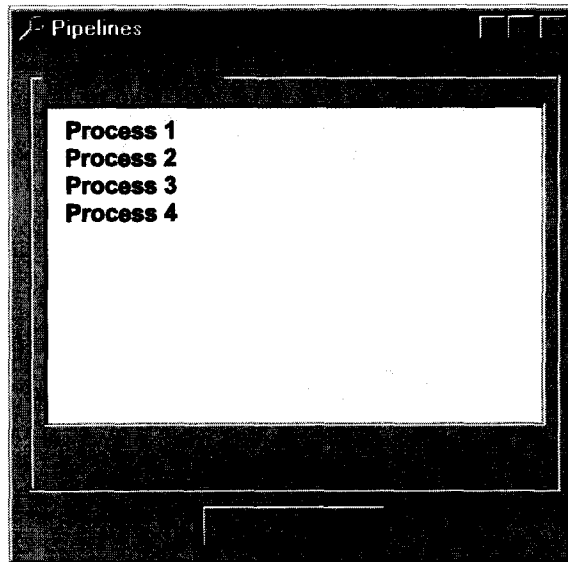 Pipelines
Process 1
Process 2
Process 3
Process 4